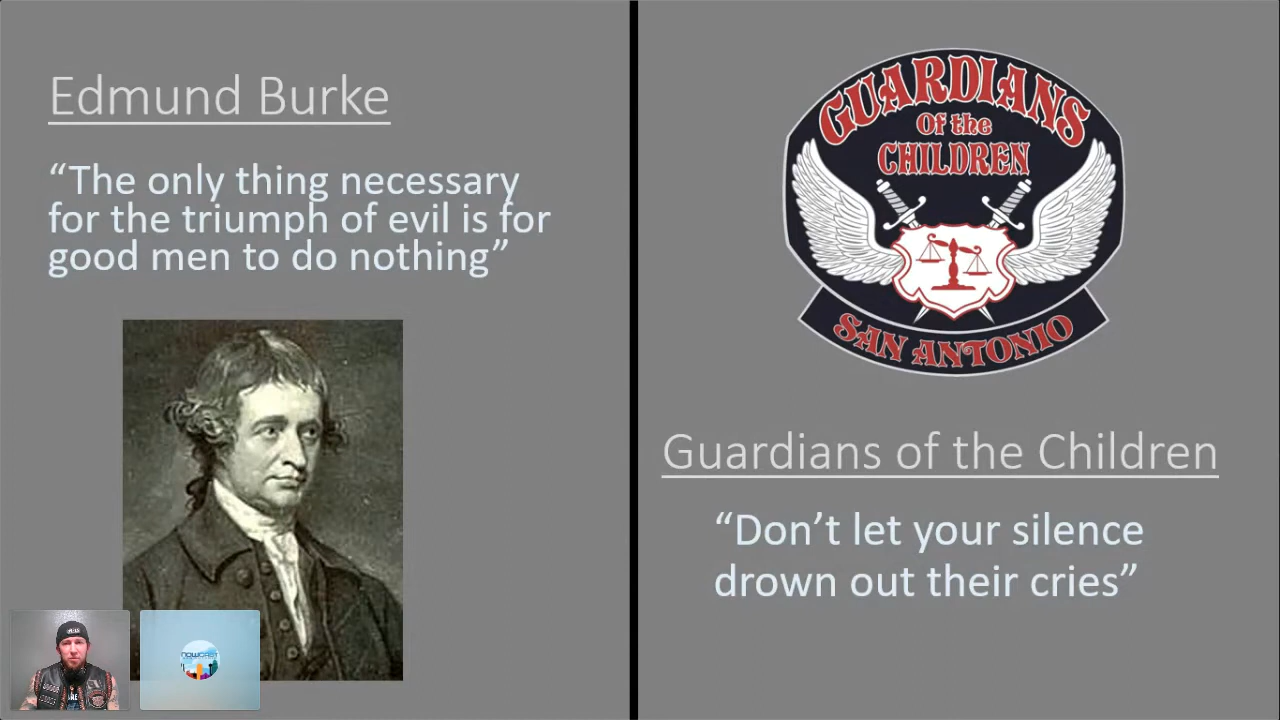 Edmund Burke
“The only thing necessary
for the triumph of evil is for
good men to do nothing”
GUARDIANS
Of the
CHILDREN
SAN ANTONIO
Guardians of the Children
“Don’t let your silence
drown out their cries”
NOWCAST